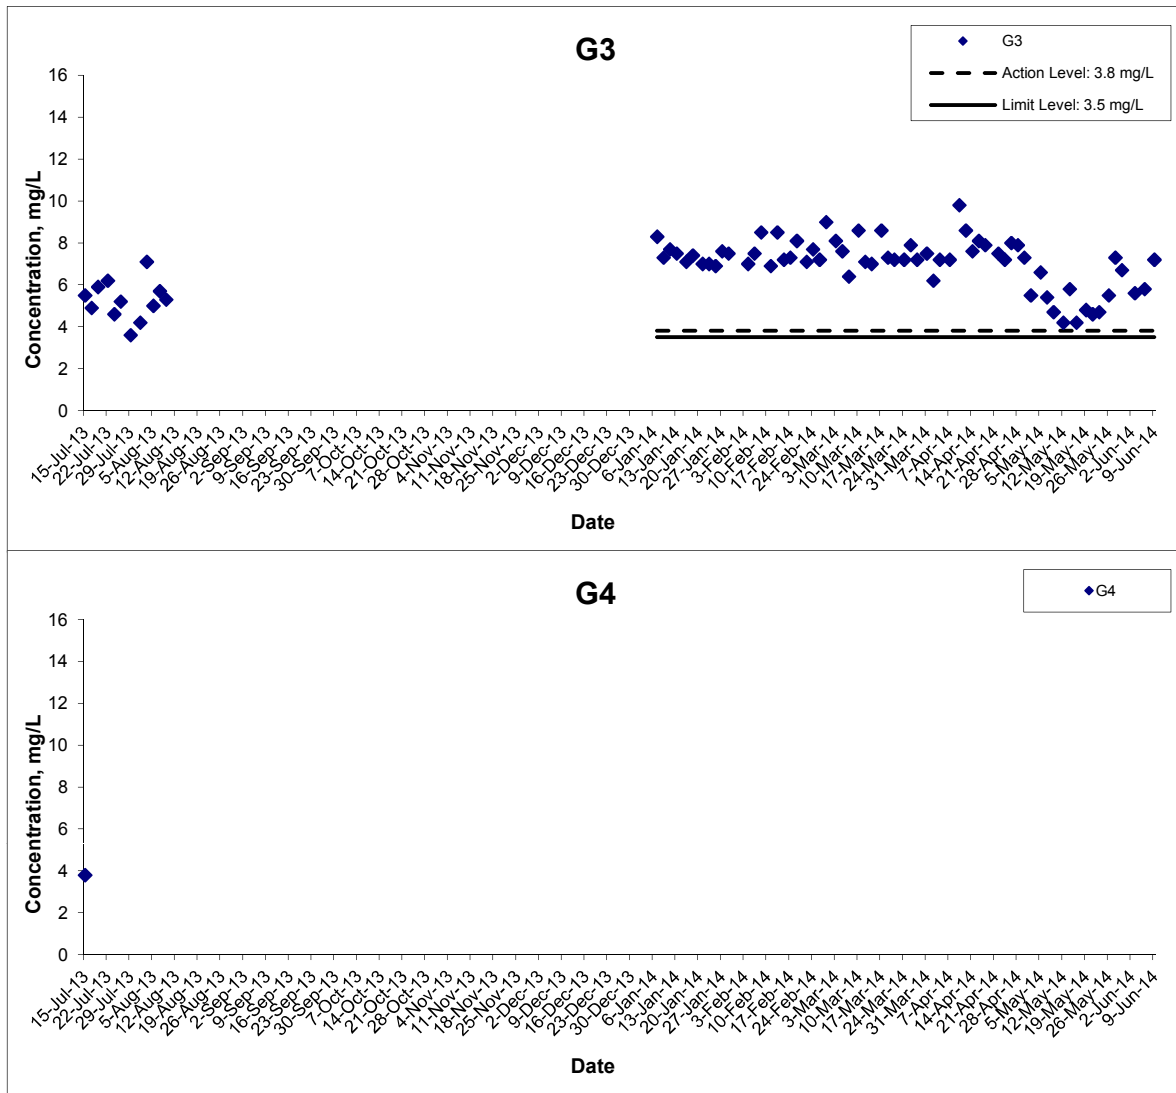 G3
G3
Action Level: 3.8 mg/L
Limit Level: 3.5 mg/L
Concentration, mg/L
16
14
12
10
8
6
4
2
0
15-Jul-13
22-Jul-13
29-Jul-13
5-Aug-13
12-Aug-13
19-Aug-13
26-Aug-13
2-Sep-13
9-Sep-13
16-Sep-13
23-Sep-13
30-Sep-13
7-Oct-13
14-Oct-13
21-Oct-13
28-Oct-13
4-Nov-13
11-Nov-13
18-Nov-13
25-Nov-13
2-Dec-13
9-Dec-13
16-Dec-13
23-Dec-13
30-Dec-13
6-Jan-14
13-Jan-14
20-Jan-14
27-Jan-14
3-Feb-14
10-Feb-14
17-Feb-14
24-Feb-14
3-Mar-14
10-Mar-14
17-Mar-14
24-Mar-14
31-Mar-14
7-Apr-14
14-Apr-14
21-Apr-14
28-Apr-14
5-May-14
12-May-14
19-May-14
26-May-14
2-Jun-14
9-Jun-14
Date
G4
G4
Concentration, mg/L
16
14
12
10
8
6
4
2
0
15-Jul-13
22-Jul-13
29-Jul-13
5-Aug-13
12-Aug-13
19-Aug-13
26-Aug-13
2-Sep-13
9-Sep-13
16-Sep-13
23-Sep-13
30-Sep-13
7-Oct-13
14-Oct-13
21-Oct-13
28-Oct-13
4-Nov-13
11-Nov-13
18-Nov-13
25-Nov-13
2-Dec-13
9-Dec-13
16-Dec-13
23-Dec-13
30-Dec-13
6-Jan-14
13-Jan-14
20-Jan-14
27-Jan-14
3-Feb-14
10-Feb-14
17-Feb-14
24-Feb-14
3-Mar-14
10-Mar-14
17-Mar-14
24-Mar-14
31-Mar-14
7-Apr-14
14-Apr-14
21-Apr-14
28-Apr-14
5-May-14
12-May-14
19-May-14
26-May-14
2-Jun-14
9-Jun-14
Date